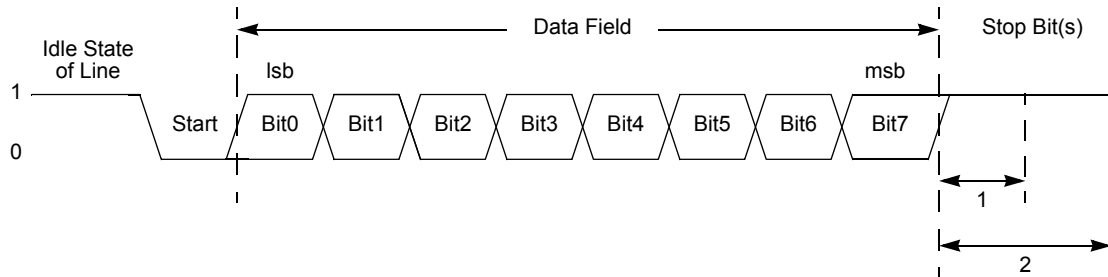 Data Field
Stop Bit(s)
Idle State
of Line
lsb
msb
1
Start
Bit0
Bit1
Bit2
Bit3
Bit4
Bit5
Bit6
Bit7
0
1
2